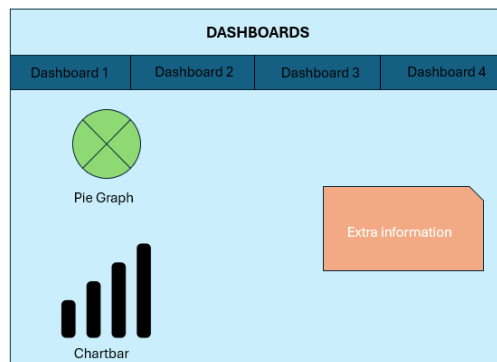 DASHBOARDS
Dashboard 1
Dashboard 2
Dashboard 3
Dashboard 4
Pie Graph
Extra information
Chartbar